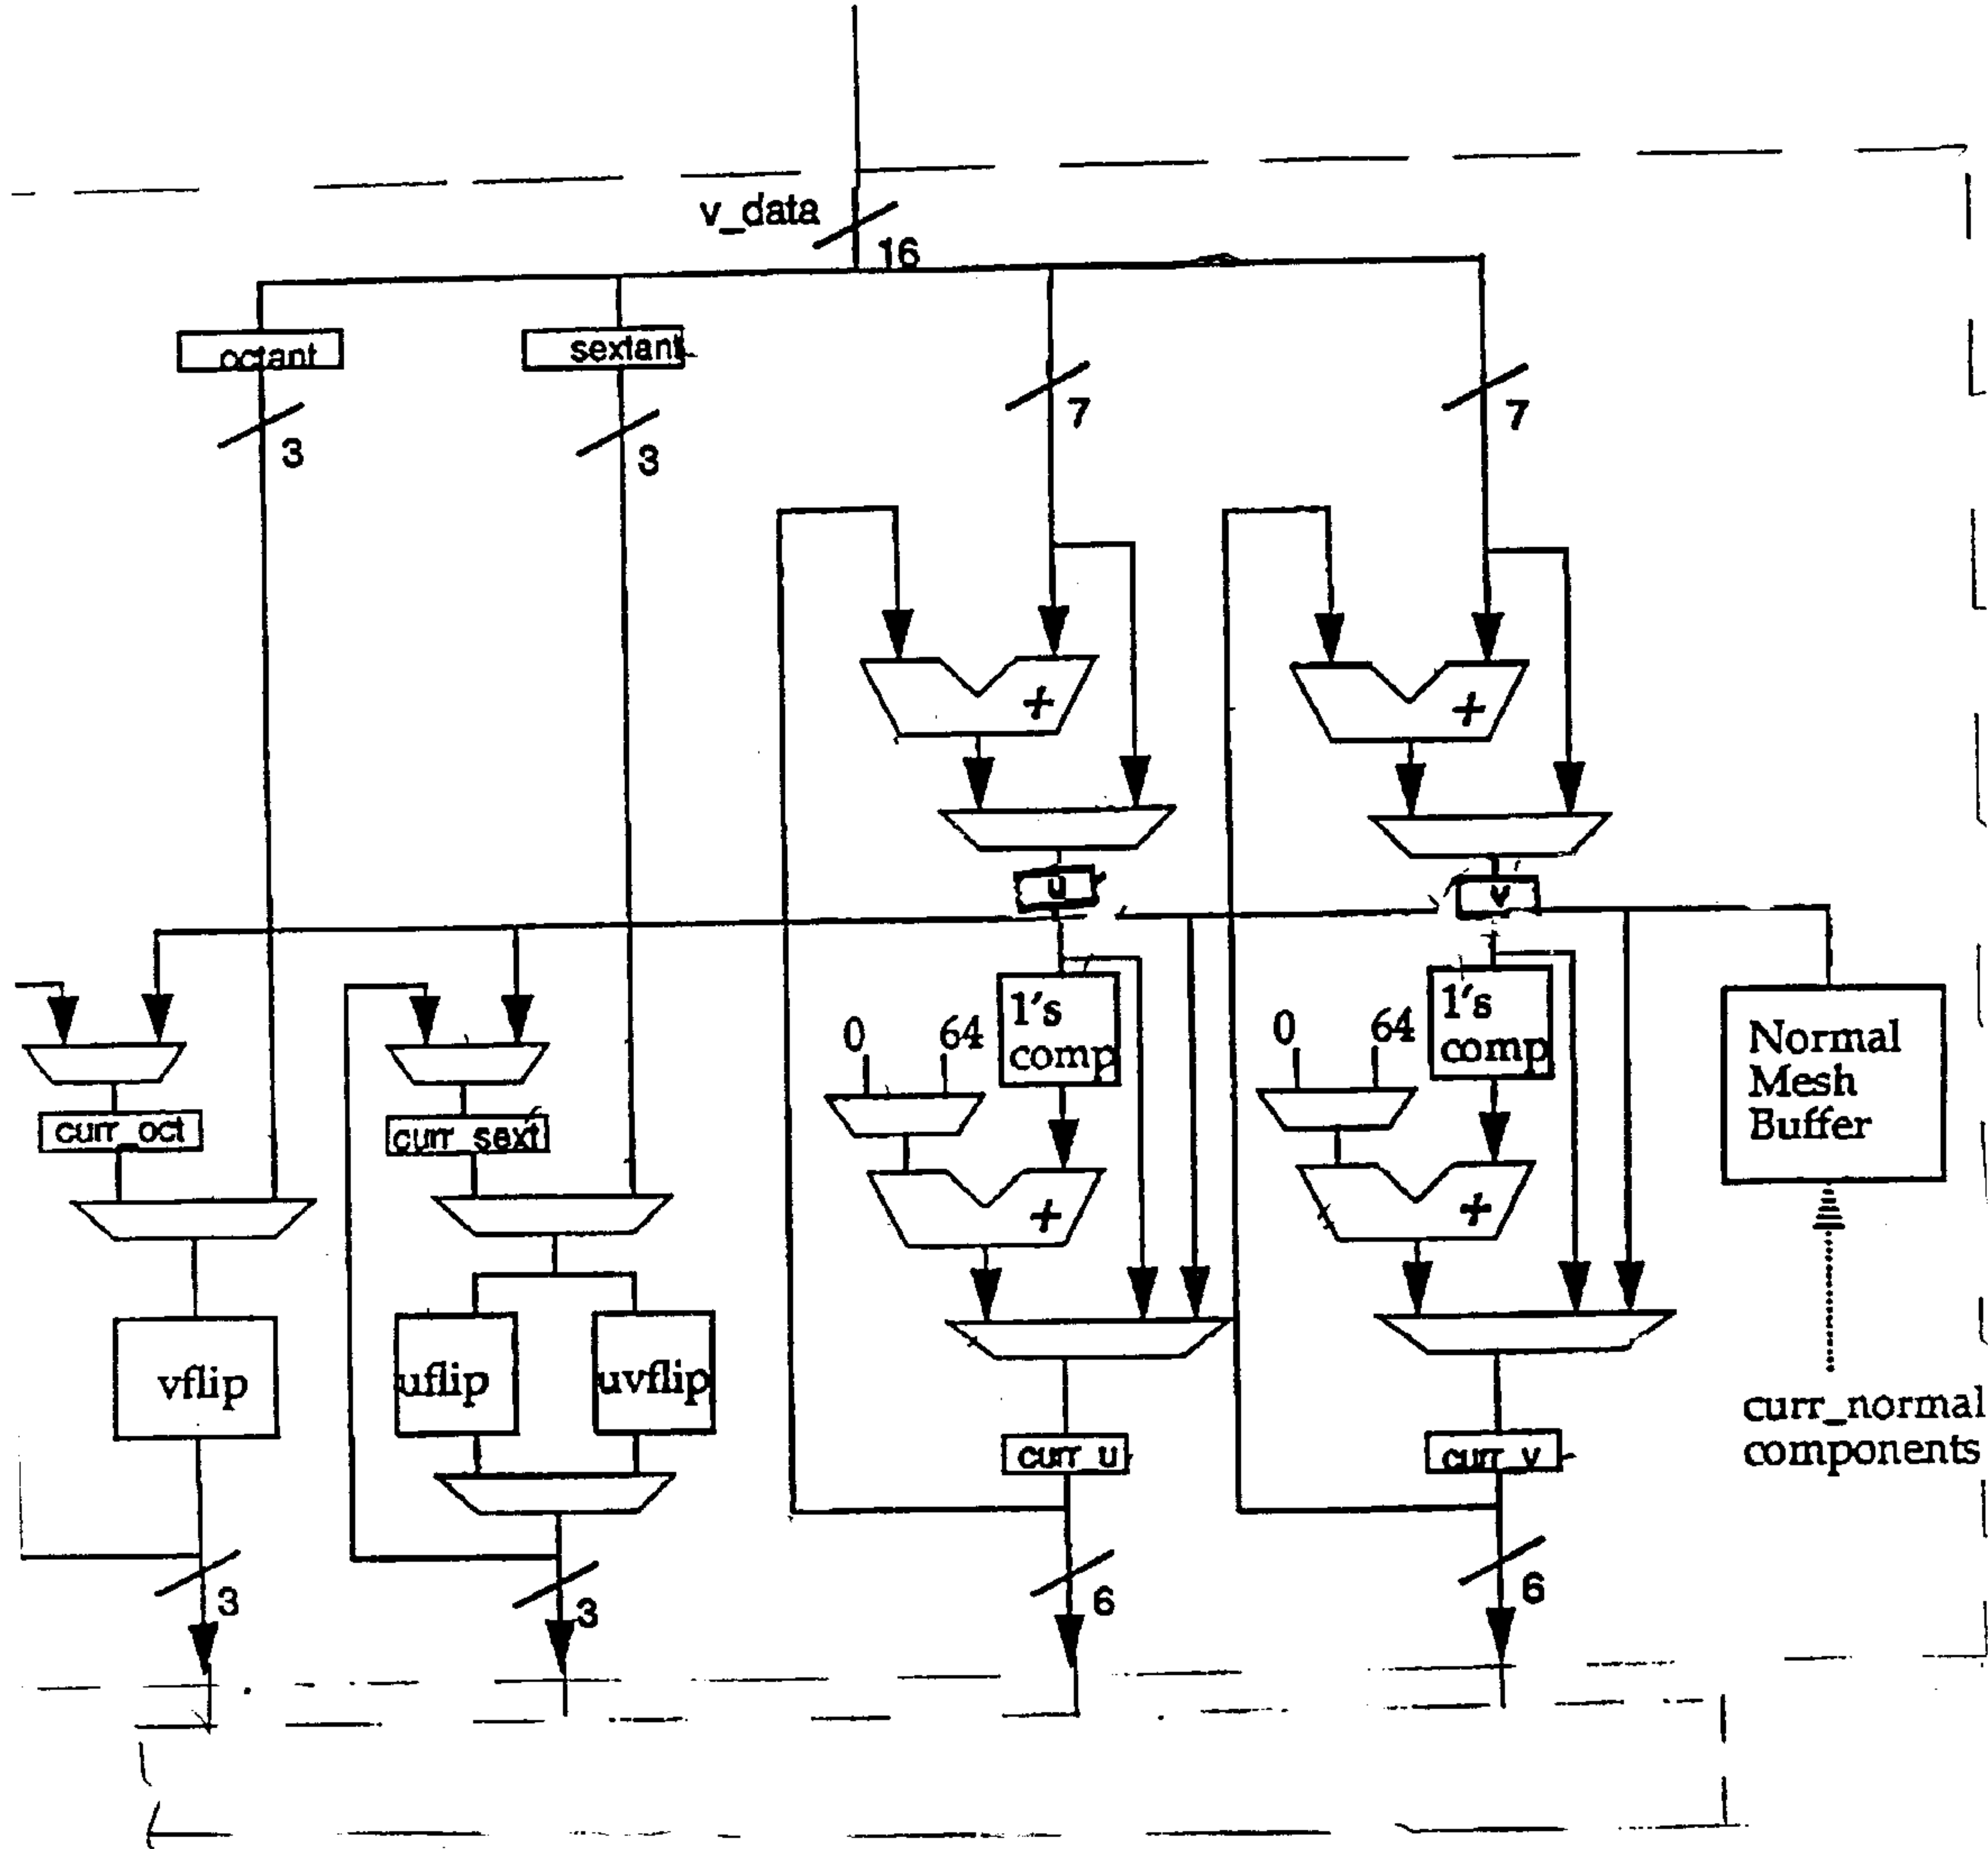 v_data
16
octant
sextant
3
3
7
7
+
+
u
v
0
64
1's
comp
0
64
1's
comp
Normal
Mesh
Buffer
curr_oct
curr_sext
+
+
vflip
uflip
uvflip
curr_u
curr_v
curr_normal
components
3
3
6
6